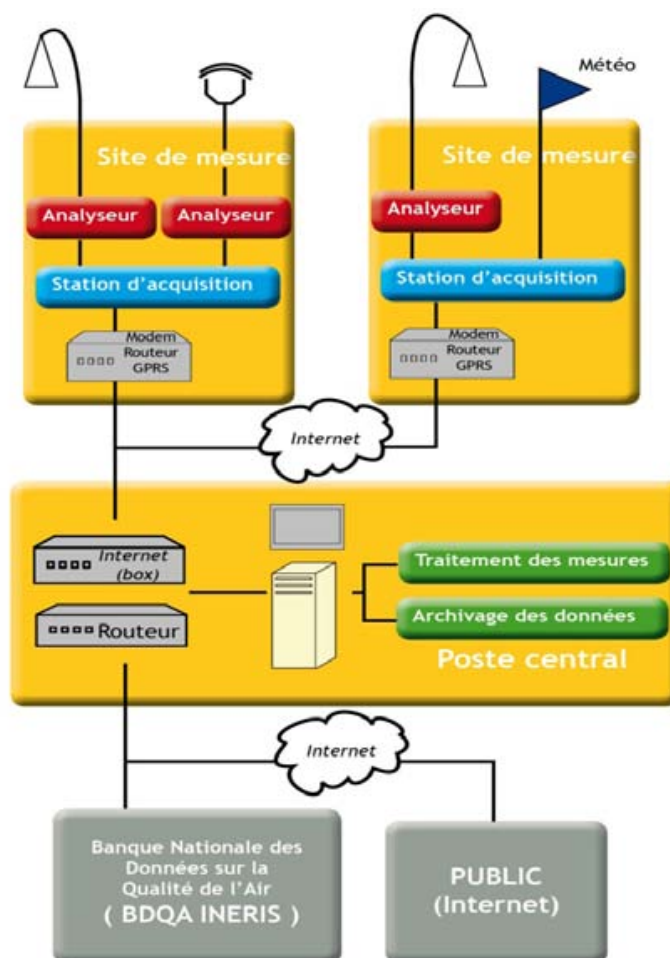 Météo
Site de mesure
Analyseur
Analyseur
Station d'acquisition
Modem
Routeur
GPRS
Site de mesure
Analyseur
Station d'acquisition
Modem
Routeur
GPRS
Internet
Internet
(box)
Routeur
Traitement des mesures
Archivage des données
Poste central
Internet
Banque Nationale des
Données sur la
Qualité de l'Air
( BDQA INERIS )
PUBLIC
(Internet)